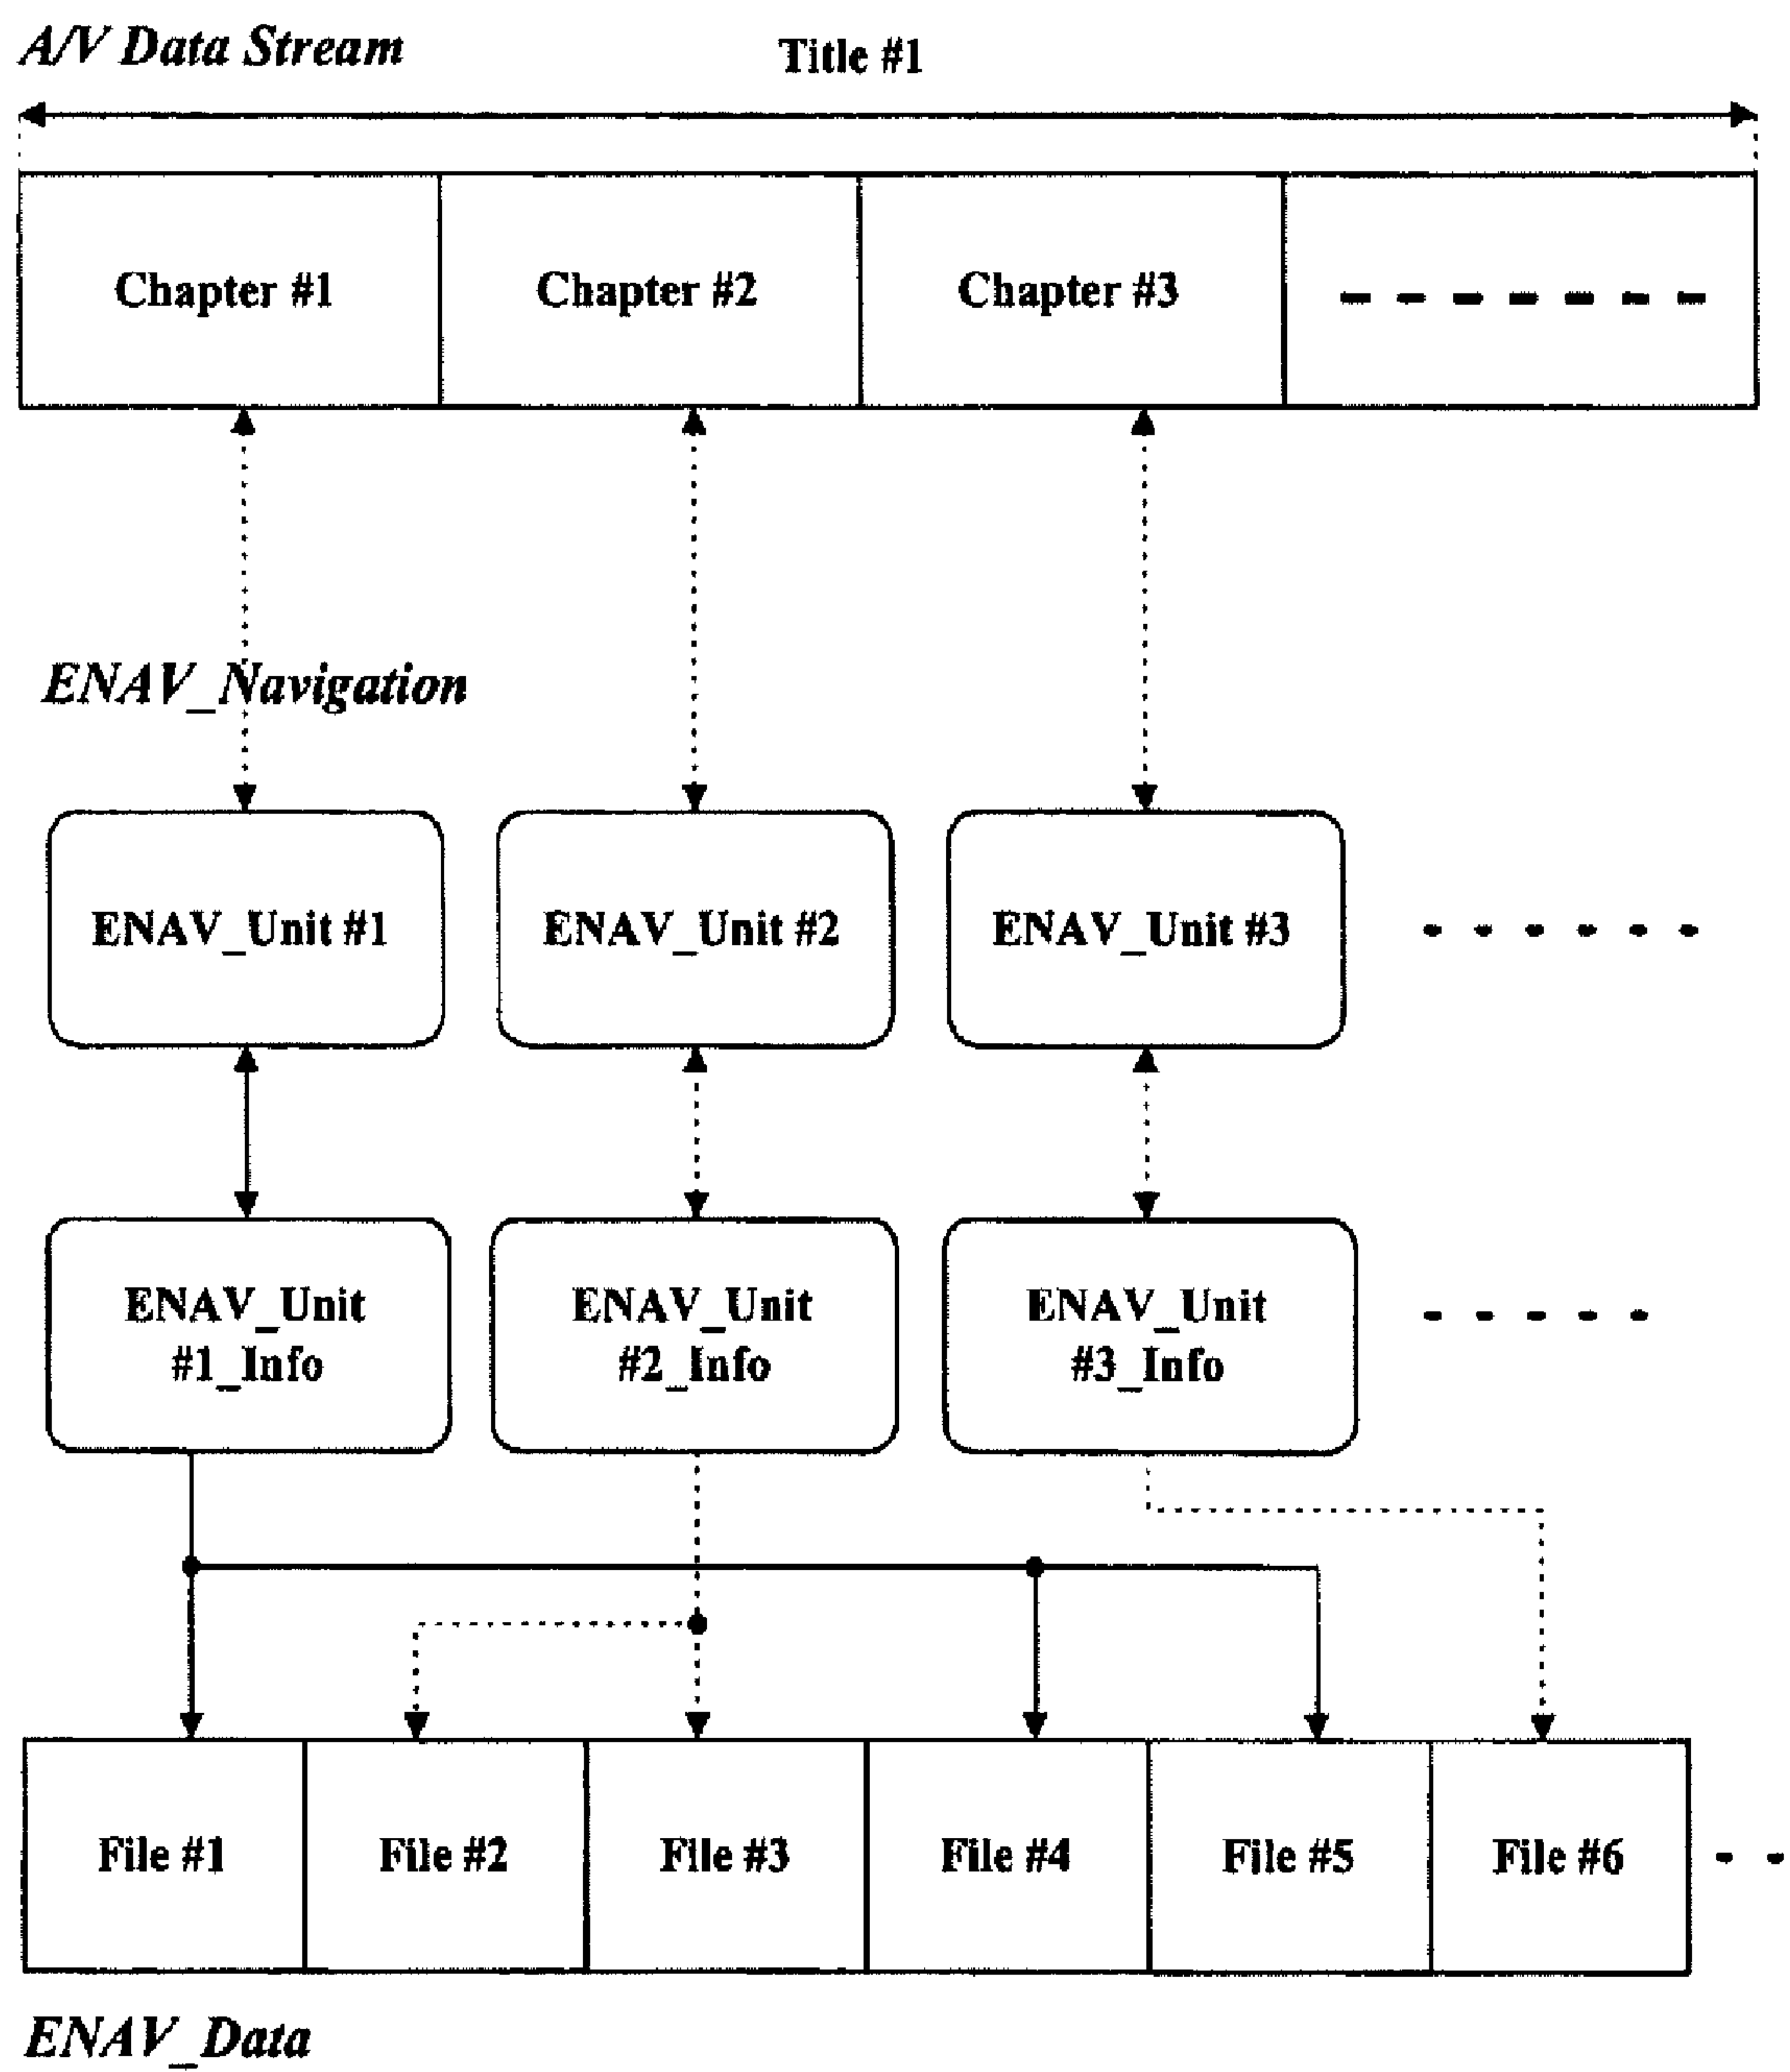 A/V Data Stream
Title #1
Chapter #1
Chapter #2
Chapter #3
ENAV_Navigation
ENAV_Unit #1
ENAV_Unit #2
ENAV_Unit #3
ENAV_Unit
#1_Info
ENAV_Unit
#2_Info
ENAV_Unit
#3_Info
File #1
File #2
File #3
File #4
File #5
File #6
ENAV_Data